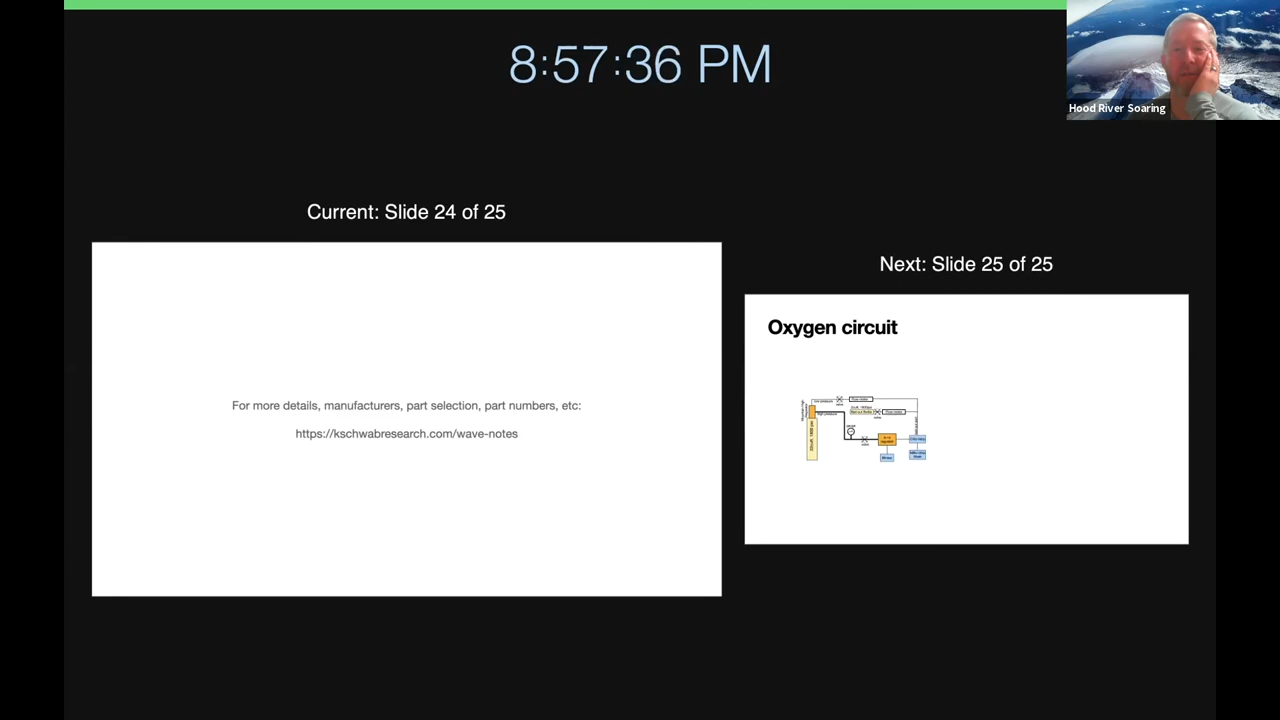 8:57:36 PM
Hood River Soaring
Current: Slide 24 of 25
For more details, manufacturers, part selection, part numbers, etc:
https://kschwabresearch.com/wave-notes
Next: Slide 25 of 25
Oxygen circuit